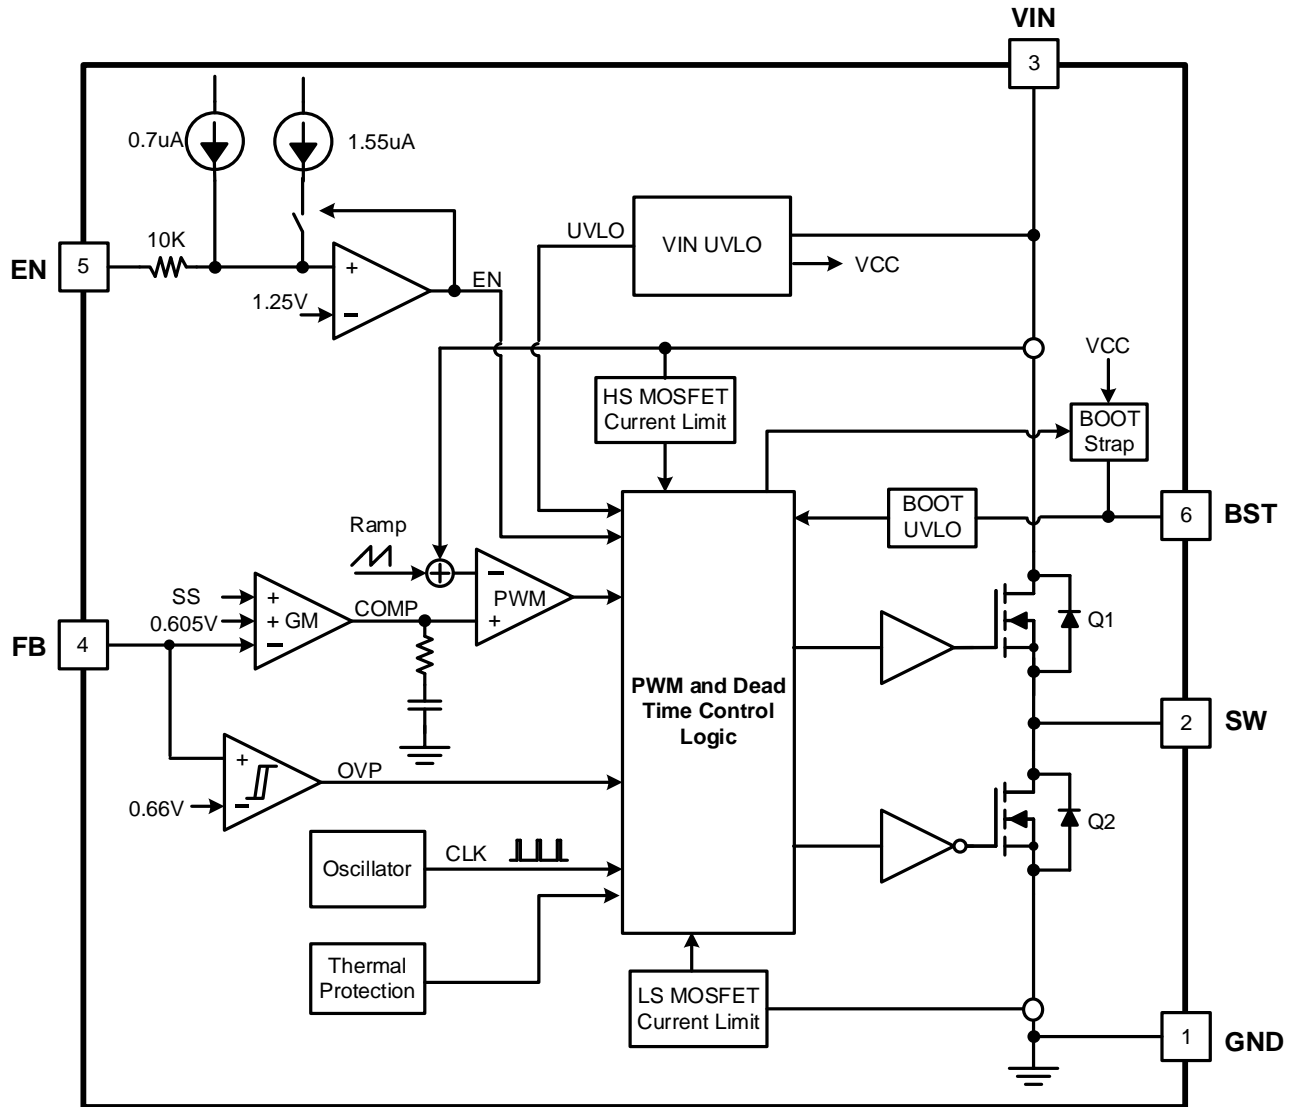 VIN
3
0.7uA
1.55uA
10K
EN
5
+
1.25V
EN
UVLO
VIN UVLO
VCC
VCC
HS MOSFET
Current Limit
BOOT
Strap
BOOT
UVLO
6
BST
Ramp
PWM
+
SS
0.605V
+
+
GM
COMP
FB
4
PWM and Dead
Time Control
Logic
Q1
2
SW
+
OVP
0.66V
Q2
Oscillator
CLK
Thermal
Protection
LS MOSFET
Current Limit
1
GND